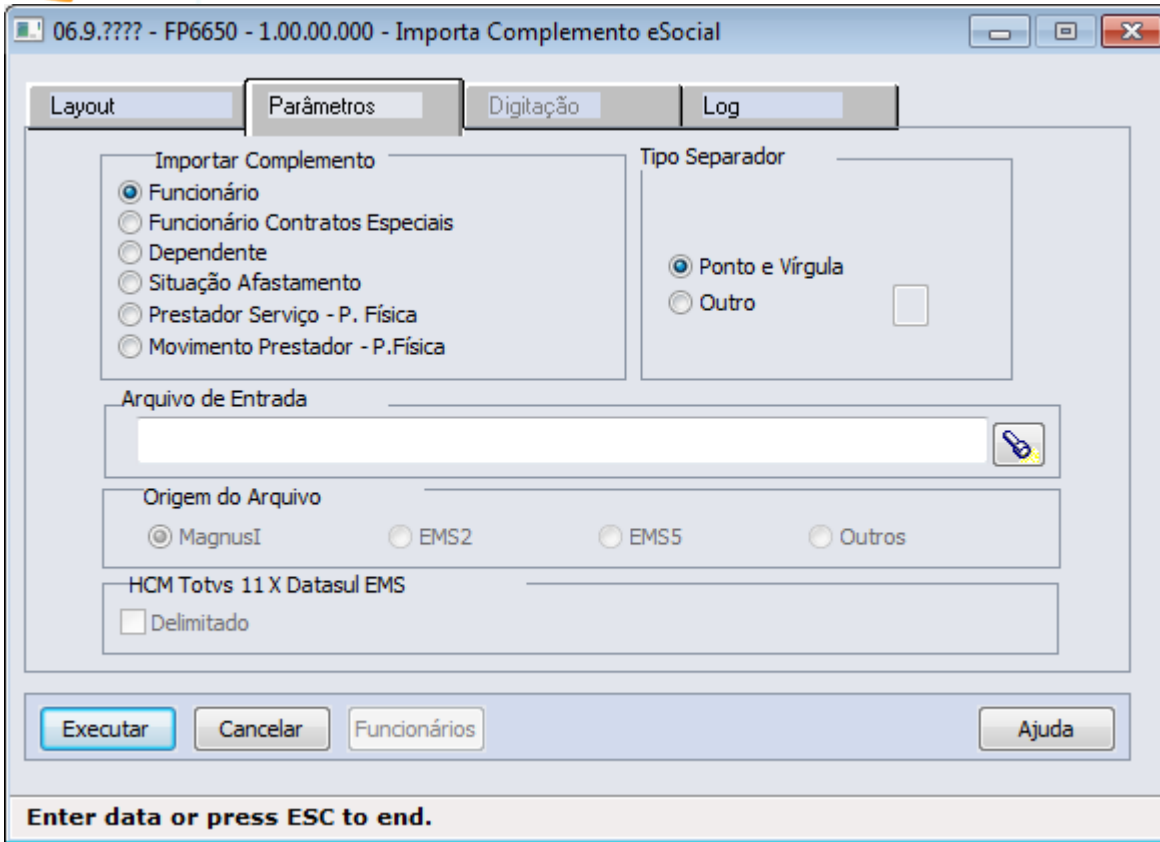 06.9.???? - FP6650 - 1.00.00.000 - Importa Complemento eSocial
Layout Parâmetros Digitação Log
Importar Complemento
Funcionário
Funcionário Contratos Especiais
Dependente
Situação Afastamento
Prestador Serviço - P. Física
Movimento Prestador - P.Física
Tipo Separador
Ponto e Vírgula
Outro
Arquivo de Entrada
Origem do Arquivo
MagnusI EMS2 EMS5 Outros
HCM Totvs 11 X Datasul EMS
Delimitado
Executar Cancelar Funcionários Ajuda
Enter data or press ESC to end.